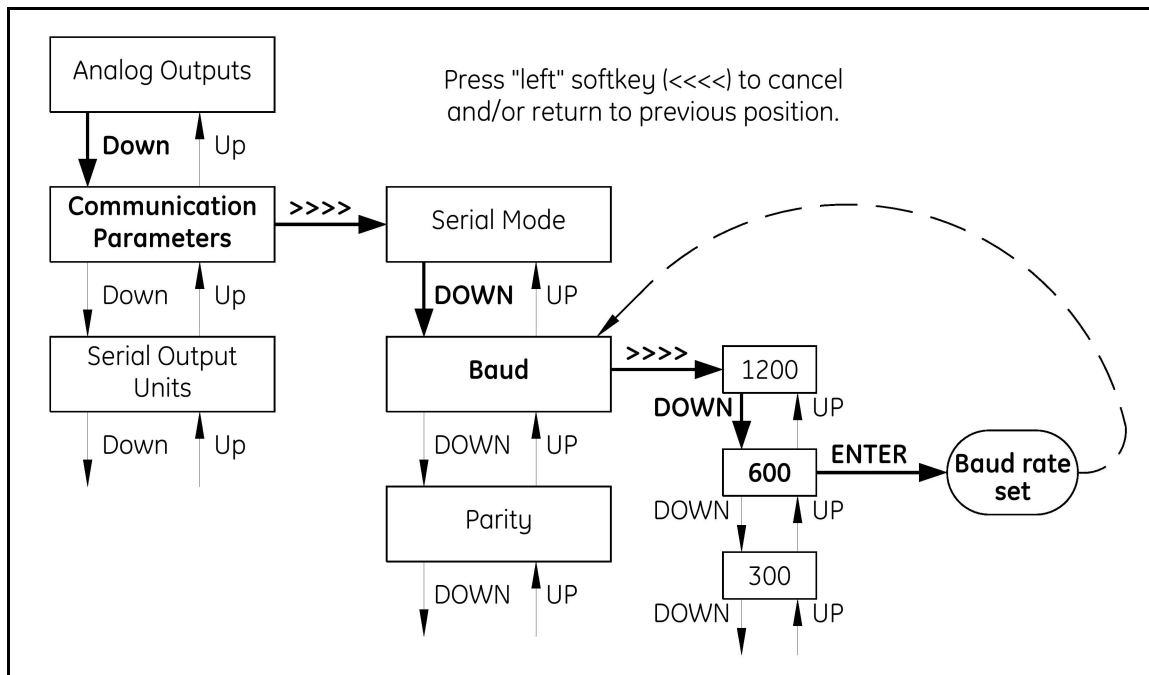 Analog Outputs
Press "left" softkey (<<<<) to cancel
and/or return to previous position.
Down
Up
Communication
Parameters
>>>>
Serial Mode
Down
Up
DOWN
UP
Serial Output
Units
Baud
>>>>
1200
Down
Up
DOWN
UP
DOWN
UP
600
ENTER
Baud rate
set
Parity
DOWN
UP
300
DOWN
UP
DOWN
UP